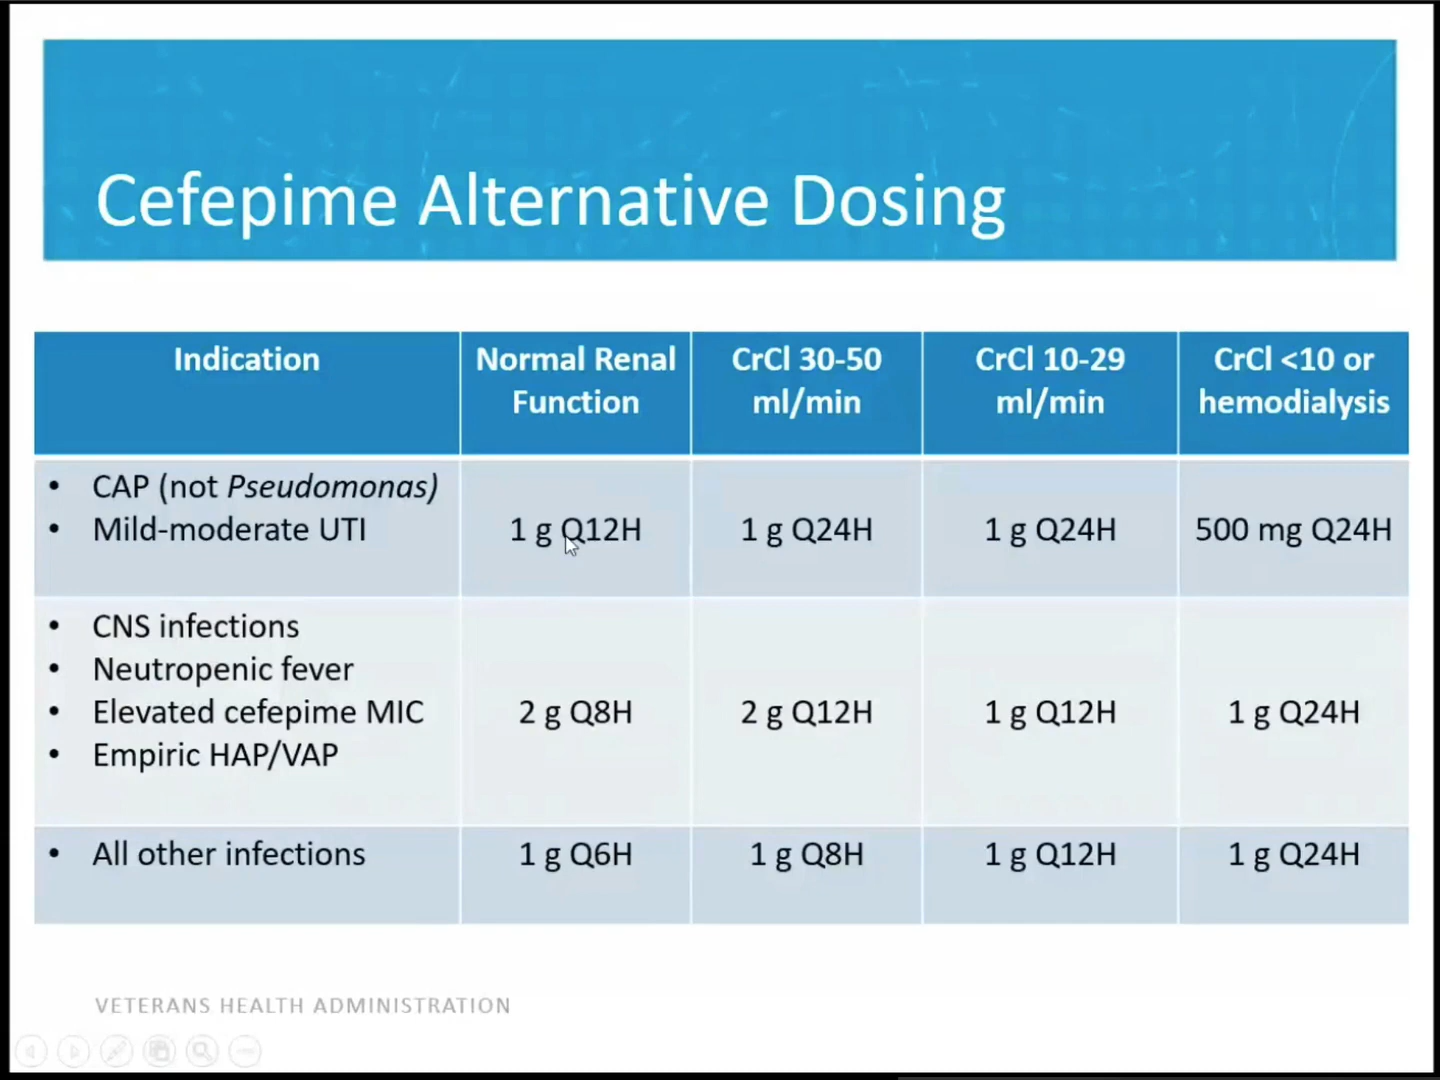 Cefepime Alternative Dosing
Indication
Normal Renal
Function
CrCl 30-50
ml/min
CrCl 10-29
ml/min
CrCl <10 or
hemodialysis
• CAP (not Pseudomonas)
• Mild-moderate UTI
1 g Q12H
1 g Q24H
1 g Q24H
500 mg Q24H
• CNS infections
• Neutropenic fever
• Elevated cefepime MIC
• Empiric HAP/VAP
2 g Q8H
2 g Q12H
1 g Q12H
1 g Q24H
• All other infections
1 g Q6H
1 g Q8H
1 g Q12H
1 g Q24H
VETERANS HEALTH ADMINISTRATION